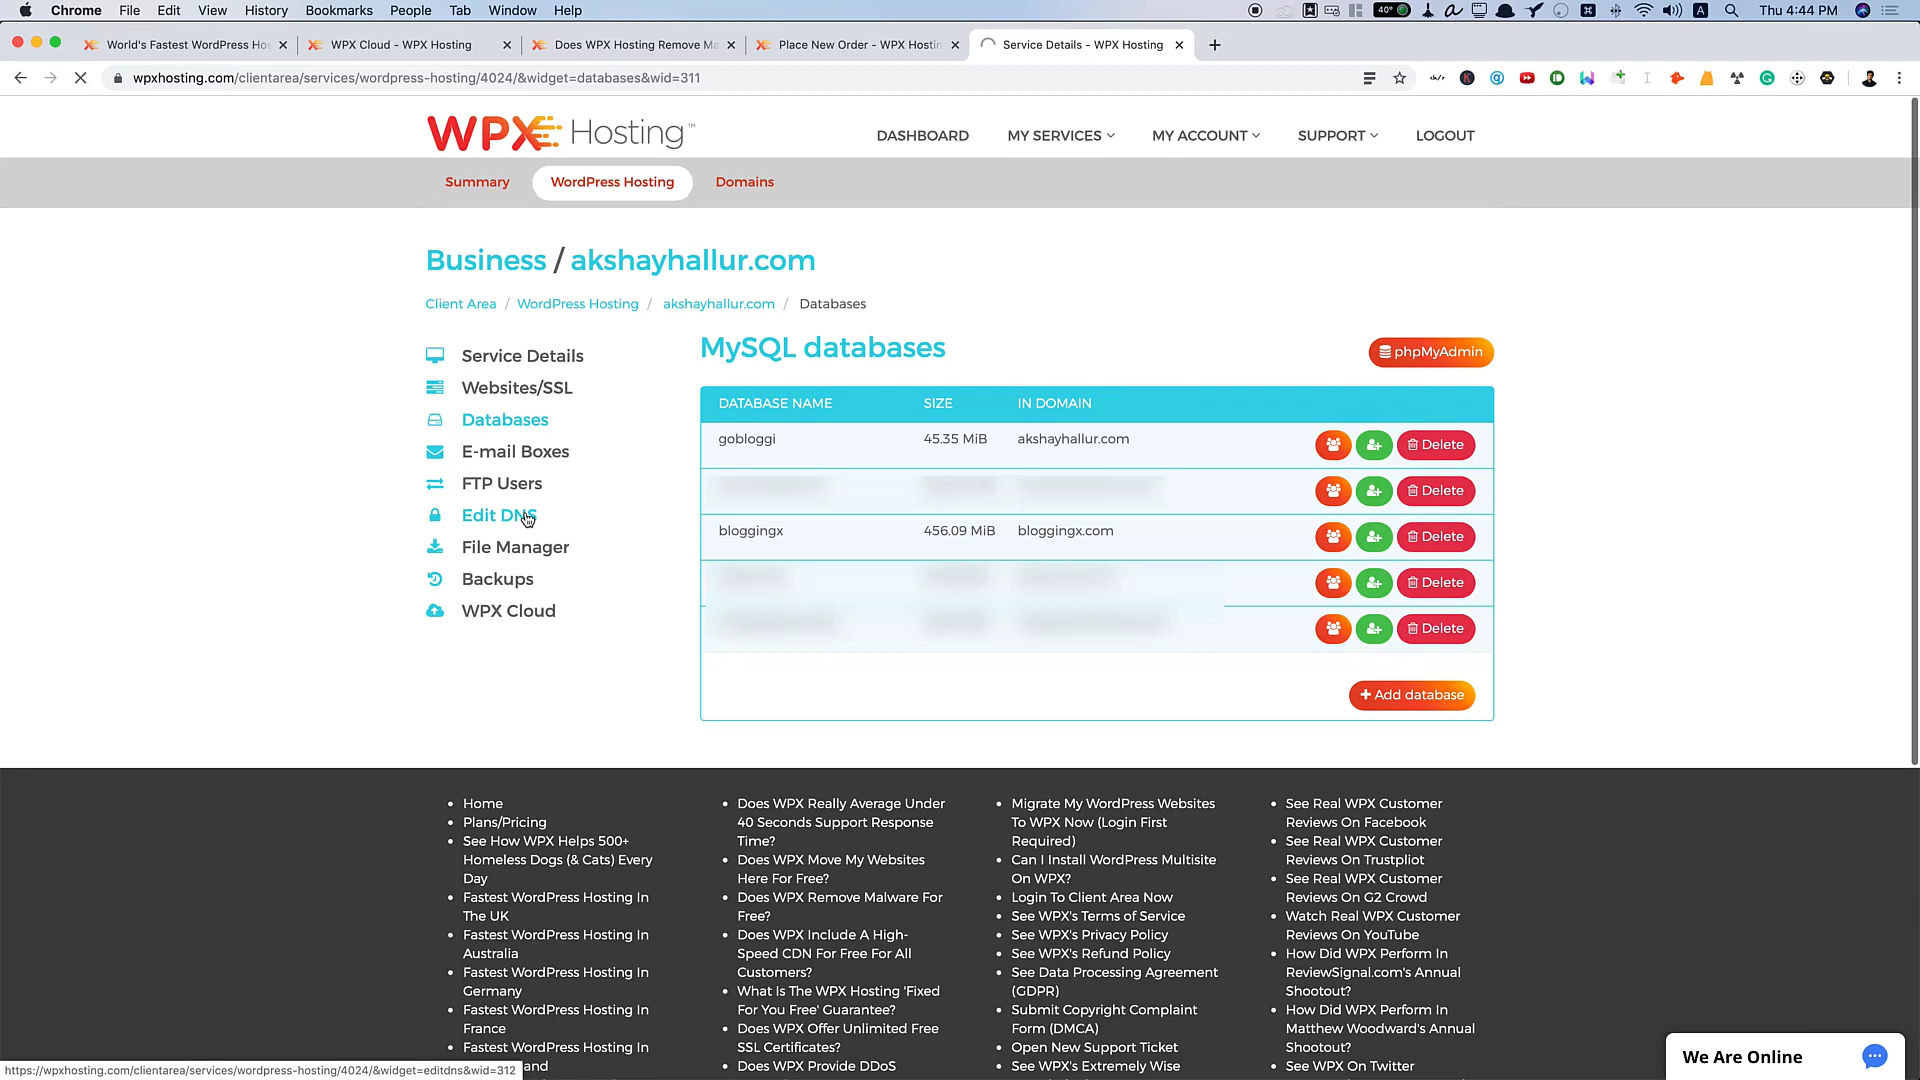 Chrome File Edit View History Bookmarks People Tab Window Help
40° Thu 4:44 PM
World's Fastest WordPress Ho
WPX Cloud - WPX Hosting
Does WPX Hosting Remove Ma
Place New Order - WPX Hostin
Service Details - WPX Hosting
wpxhosting.com/clientarea/services/wordpress-hosting/4024/&widget=databases&wid=311
WPX Hosting™
DASHBOARD MY SERVICES MY ACCOUNT SUPPORT LOGOUT
Summary WordPress Hosting Domains
Business / akshayhallur.com
Client Area / WordPress Hosting / akshayhallur.com / Databases
Service Details
Websites/SSL
Databases
E-mail Boxes
FTP Users
Edit DNS
File Manager
Backups
WPX Cloud
MySQL databases
phpMyAdmin
DATABASE NAME SIZE IN DOMAIN
gobloggi 45.35 MiB akshayhallur.com Delete
Delete
bloggingx 456.09 MiB bloggingx.com Delete
Delete
Delete
+ Add database
Home
Plans/Pricing
See How WPX Helps 500+
Homeless Dogs (& Cats) Every
Day
Fastest WordPress Hosting In
The UK
Fastest WordPress Hosting In
Australia
Fastest WordPress Hosting In
Germany
Fastest WordPress Hosting In
France
Fastest WordPress Hosting In
and
Does WPX Really Average Under
40 Seconds Support Response
Time?
Does WPX Move My Websites
Here For Free?
Does WPX Remove Malware For
Free?
Does WPX Include A High-
Speed CDN For Free For All
Customers?
What Is The WPX Hosting 'Fixed
For You Free' Guarantee?
Does WPX Offer Unlimited Free
SSL Certificates?
Does WPX Provide DDoS
Migrate My WordPress Websites
To WPX Now (Login First
Required)
Can I Install WordPress Multisite
On WPX?
Login To Client Area Now
See WPX's Terms of Service
See WPX's Privacy Policy
See WPX's Refund Policy
See Data Processing Agreement
(GDPR)
Submit Copyright Complaint
Form (DMCA)
Open New Support Ticket
See WPX's Extremely Wise
See Real WPX Customer
Reviews On Facebook
See Real WPX Customer
Reviews On Trustpilot
See Real WPX Customer
Reviews On G2 Crowd
Watch Real WPX Customer
Reviews On YouTube
How Did WPX Perform In
ReviewSignal.com's Annual
Shootout?
How Did WPX Perform In
Matthew Woodward's Annual
Shootout?
See WPX On Twitter
We Are Online
https://wpxhosting.com/clientarea/services/wordpress-hosting/4024/&widget=editdns&wid=312